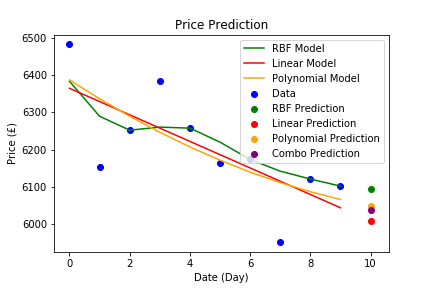 Price Prediction
6500
6400
6300
6200
6100
6000
Price (£)
RBF Model
Linear Model
Polynomial Model
Data
RBF Prediction
Linear Prediction
Polynomial Prediction
Combo Prediction
0
2
4
6
8
10
Date (Day)